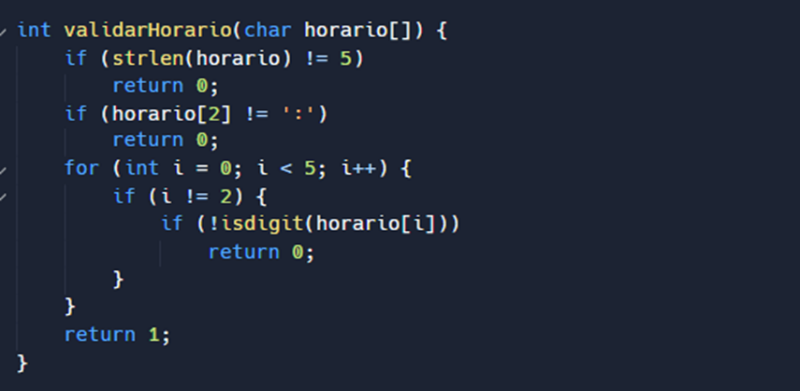 int validarHorario(char horario[]) {
    if (strlen(horario) != 5)
        return 0;
    if (horario[2] != ':')
        return 0;
    for (int i = 0; i < 5; i++) {
        if (i != 2) {
            if (!isdigit(horario[i]))
                return 0;
        }
    }
    return 1;
}